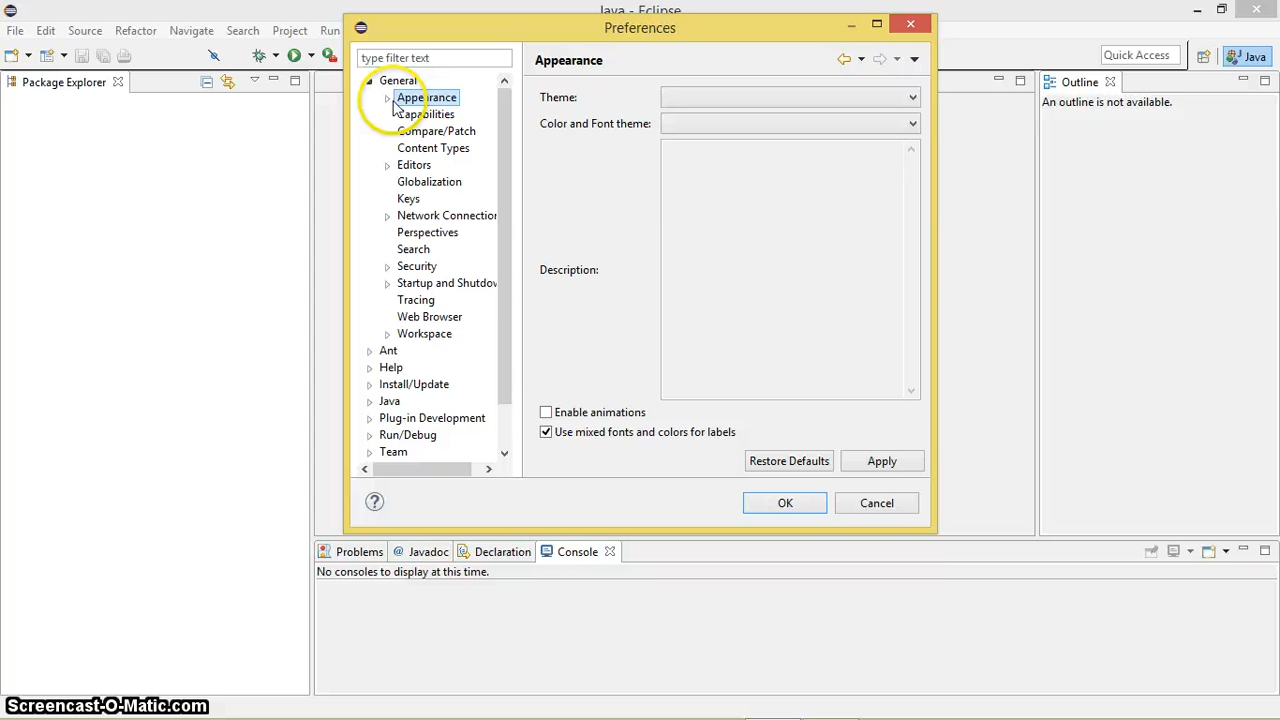 Java - Eclipse
Preferences
File Edit Source Refactor Navigate Search Project Run
Quick Access
Java
Package Explorer
type filter text
General
Appearance
Capabilities
Compare/Patch
Content Types
Editors
Globalization
Keys
Network Connection
Perspectives
Search
Security
Startup and Shutdow
Tracing
Web Browser
Workspace
Ant
Help
Install/Update
Java
Plug-in Development
Run/Debug
Team
Appearance
Theme:
Color and Font theme:
Description:
Enable animations
Use mixed fonts and colors for labels
Restore Defaults
Apply
OK
Cancel
Outline
An outline is not available.
Problems
@ Javadoc
Declaration
Console
No consoles to display at this time.
Screencast-O-Matic.com